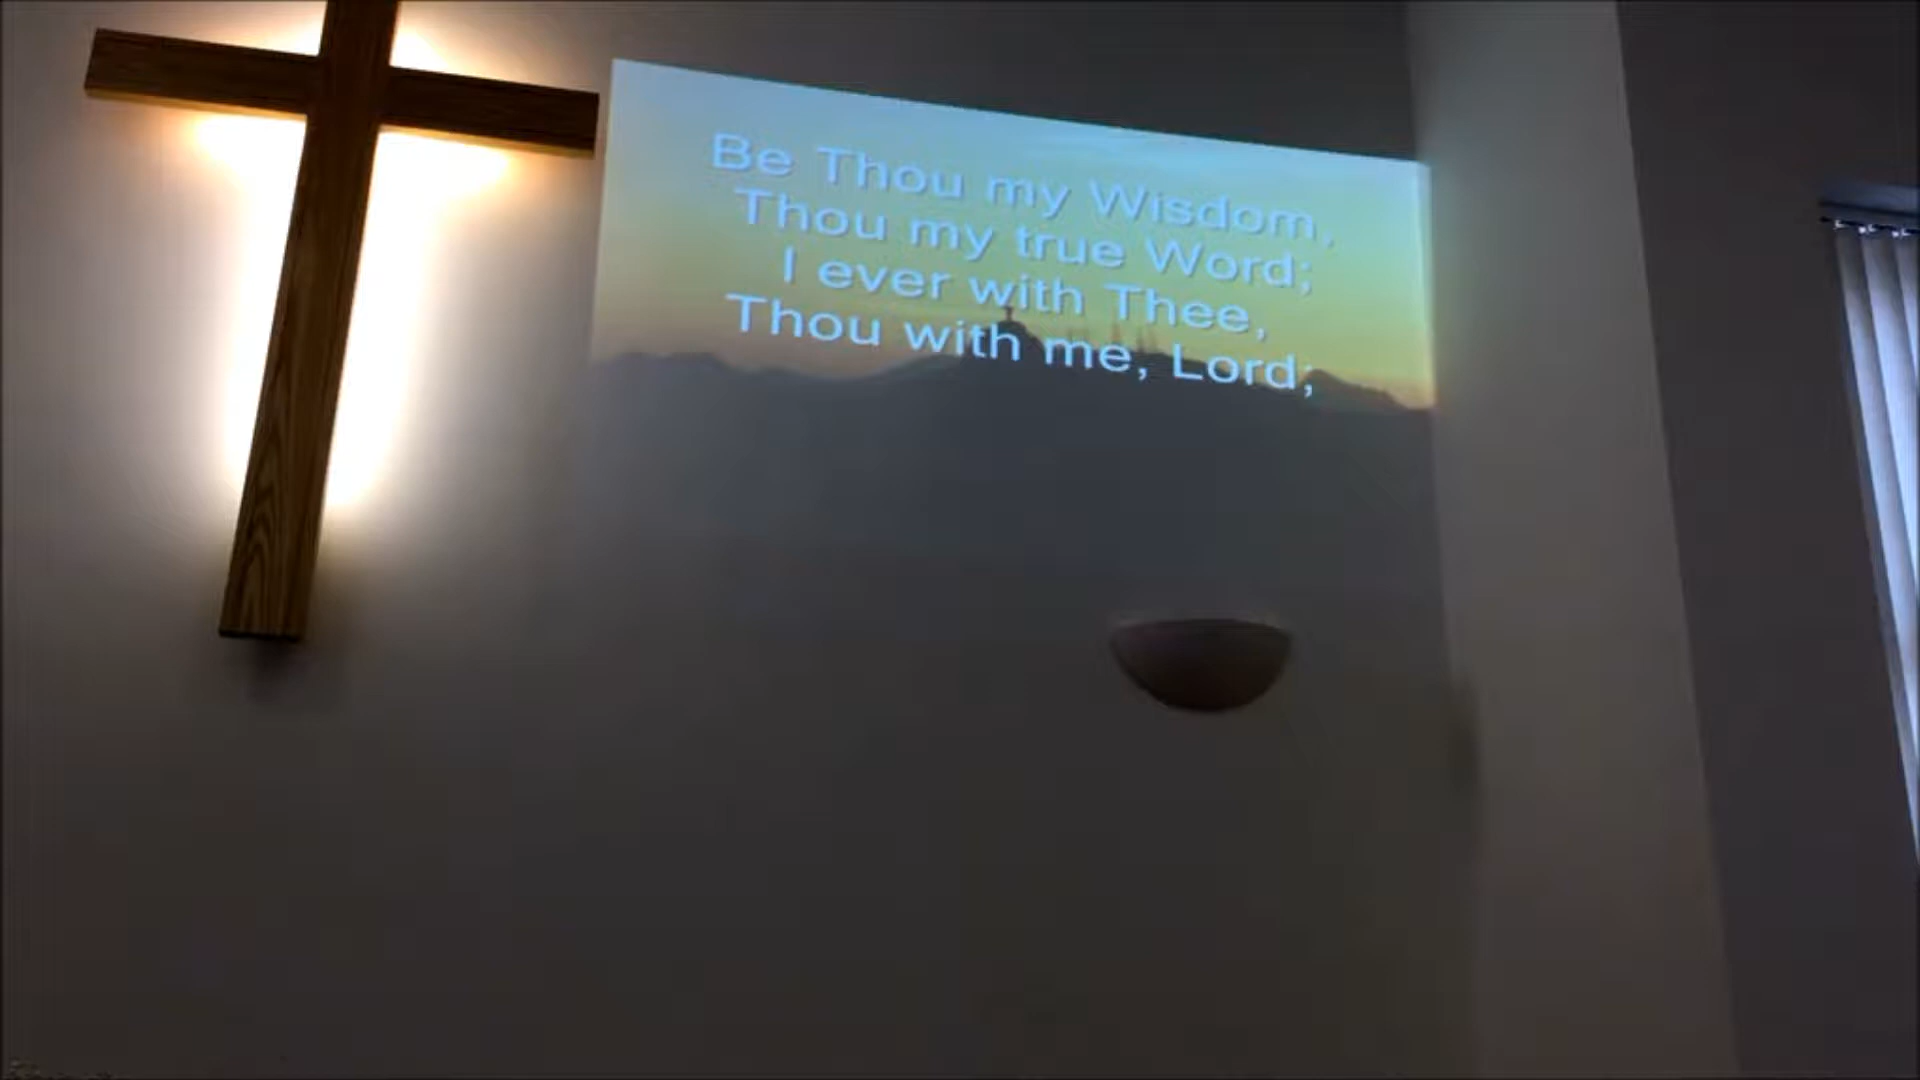 Be Thou my Wisdom,
Thou my true Word;
I ever with Thee,
Thou with me, Lord;